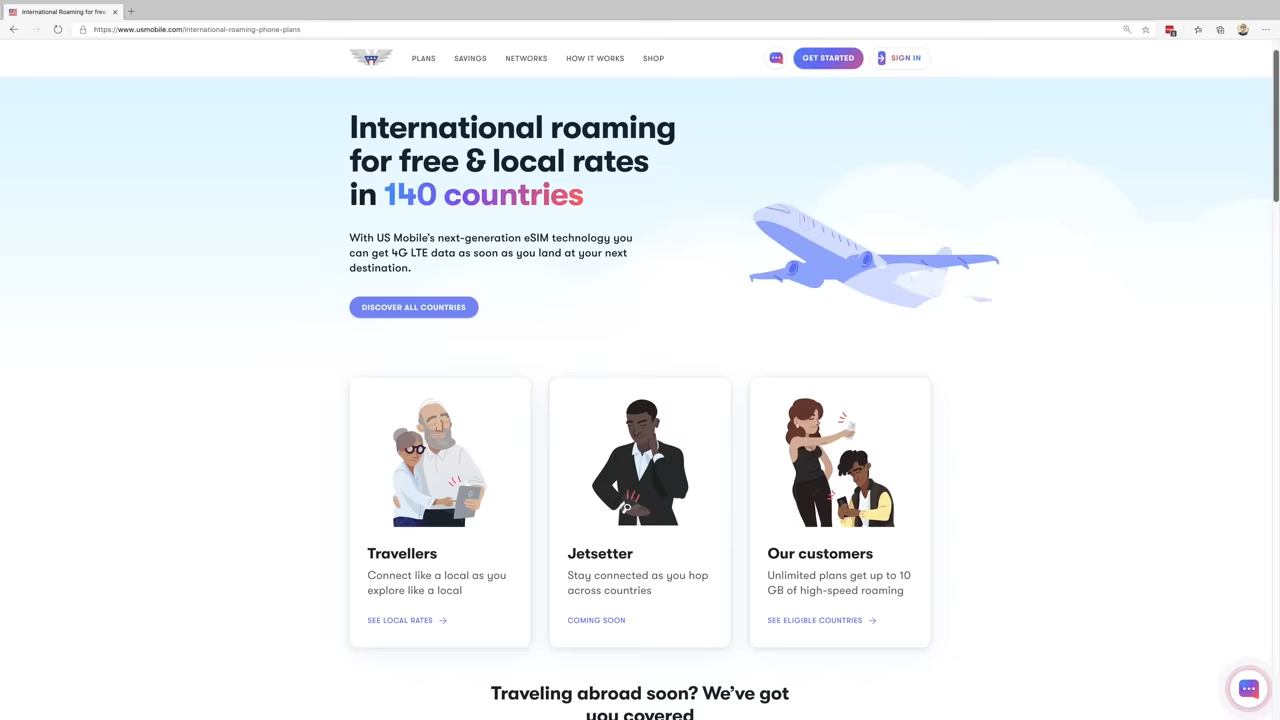 International Roaming for free
https://www.usmobile.com/international-roaming-phone-plans
PLANS SAVINGS NETWORKS HOW IT WORKS SHOP GET STARTED SIGN IN
International roaming
for free & local rates
in 140 countries
With US Mobile’s next-generation eSIM technology you
can get 4G LTE data as soon as you land at your next
destination.
DISCOVER ALL COUNTRIES
Travellers
Connect like a local as you
explore like a local
SEE LOCAL RATES
Jetsetter
Stay connected as you hop
across countries
COMING SOON
Our customers
Unlimited plans get up to 10
GB of high-speed roaming
SEE ELIGIBLE COUNTRIES
Traveling abroad soon? We’ve got
you covered